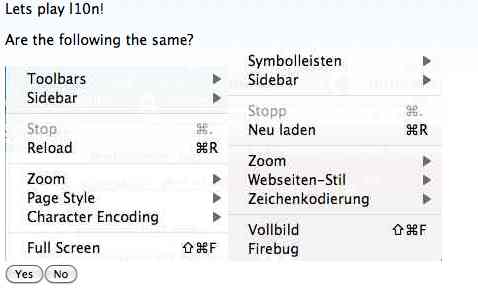 Lets play l10n!
Are the following the same?
Toolbars
Sidebar
Stop ⌘.
Reload ⌘R
Zoom
Page Style
Character Encoding
Full Screen ⇧⌘F
Symbolleisten
Sidebar
Stopp ⌘.
Neu laden ⌘R
Zoom
Webseiten-Stil
Zeichenkodierung
Vollbild ⇧⌘F
Firebug
Yes No